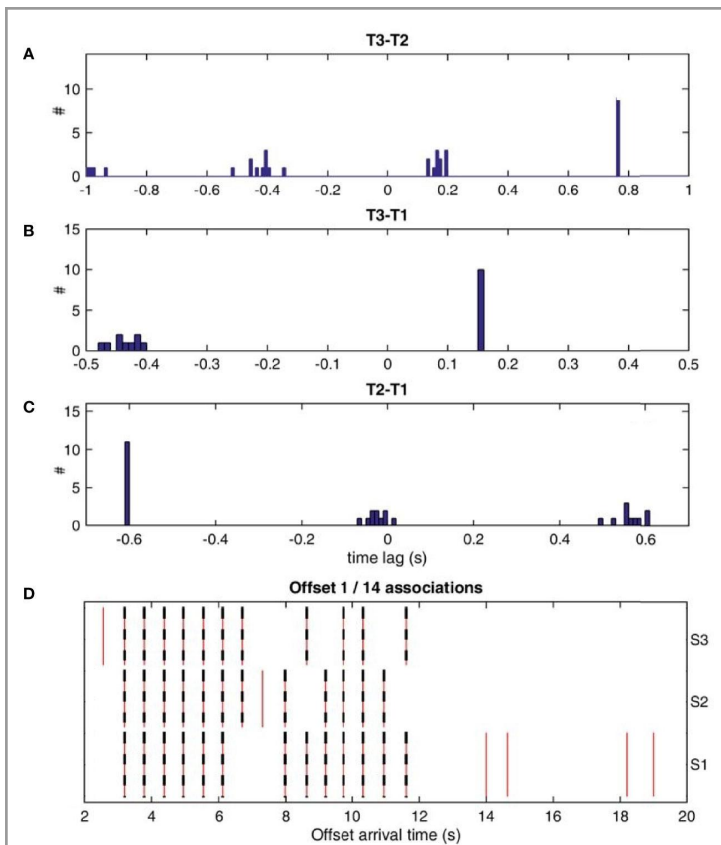 A
T3-T2
#
10
5
0
-1 -0.8 -0.6 -0.4 -0.2 0 0.2 0.4 0.6 0.8 1
B
T3-T1
#
15
10
5
0
-0.5 -0.4 -0.3 -0.2 -0.1 0 0.1 0.2 0.3 0.4 0.5
C
T2-T1
#
15
10
5
0
-0.6 -0.4 -0.2 0 0.2 0.4 0.6
time lag (s)
D
Offset 1 / 14 associations
S3
S2
S1
2 4 6 8 10 12 14 16 18 20
Offset arrival time (s)